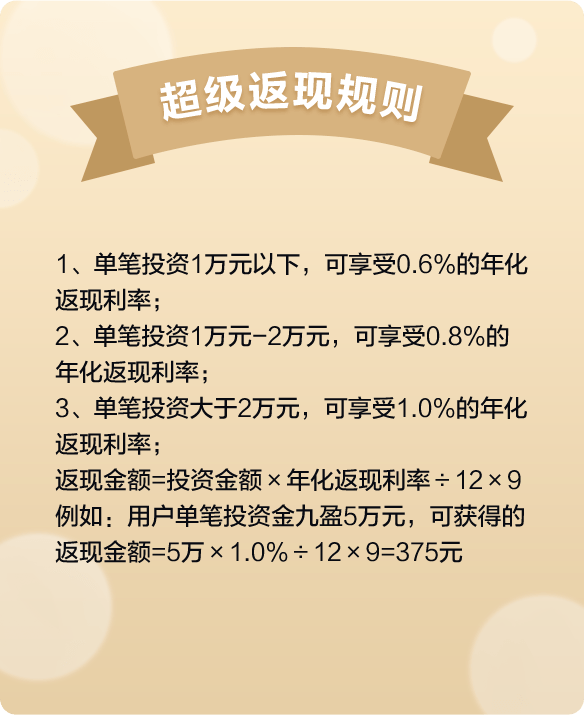 超级返现规则
1、单笔投资1万元以下，可享受0.6%的年化
返现利率；
2、单笔投资1万元-2万元，可享受0.8%的
年化返现利率；
3、单笔投资大于2万元，可享受1.0%的年化
返现利率；
返现金额=投资金额×年化返现利率÷12×9
例如：用户单笔投资金九盈5万元，可获得的
返现金额=5万×1.0%÷12×9=375元